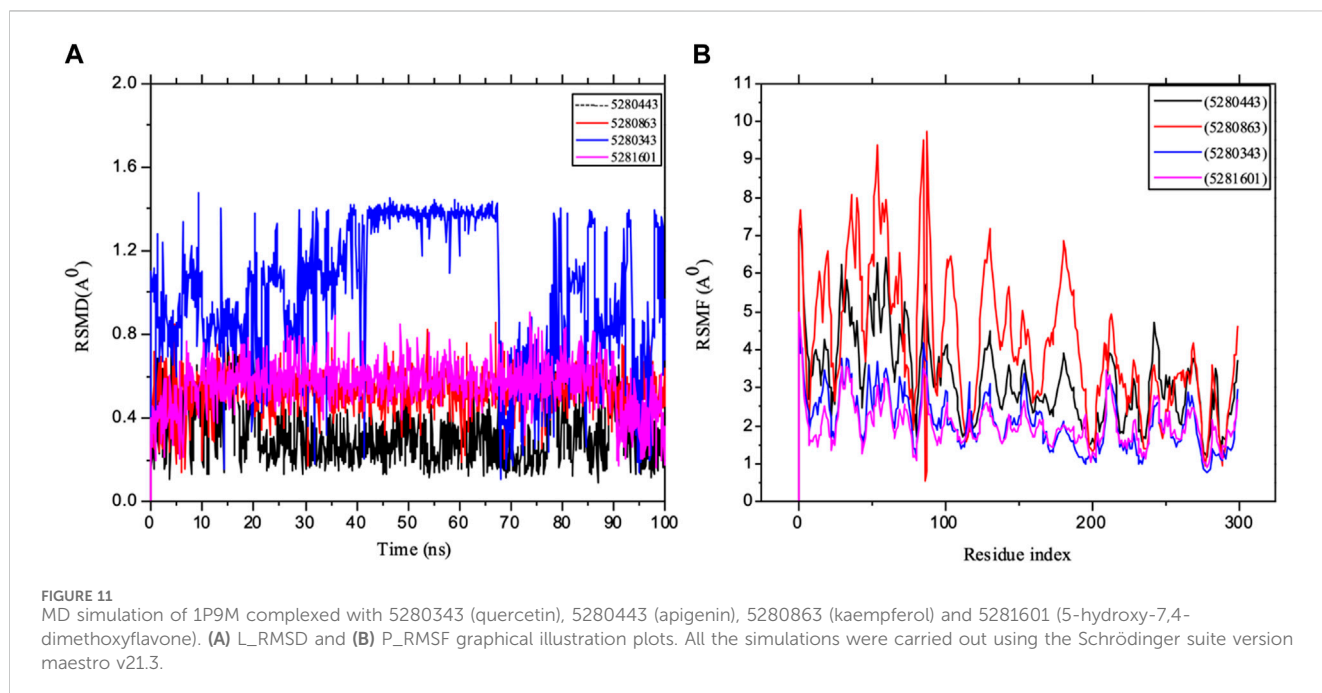 A
2.0
1.6
1.2
0.8
0.4
0.0
RSMD(A⁰)
5280443
5280863
5280343
5281601
0 10 20 30 40 50 60 70 80 90 100
Time (ns)
B
11
10
9
8
7
6
5
4
3
2
1
0
RSMF (A⁰)
(5280443)
(5280863)
(5280343)
(5281601)
0 100 200 300
Residue index
FIGURE 11
MD simulation of 1P9M complexed with 5280343 (quercetin), 5280443 (apigenin), 5280863 (kaempferol) and 5281601 (5-hydroxy-7,4-
dimethoxyflavone). (A) L_RMSD and (B) P_RMSF graphical illustration plots. All the simulations were carried out using the Schrödinger suite version
maestro v21.3.